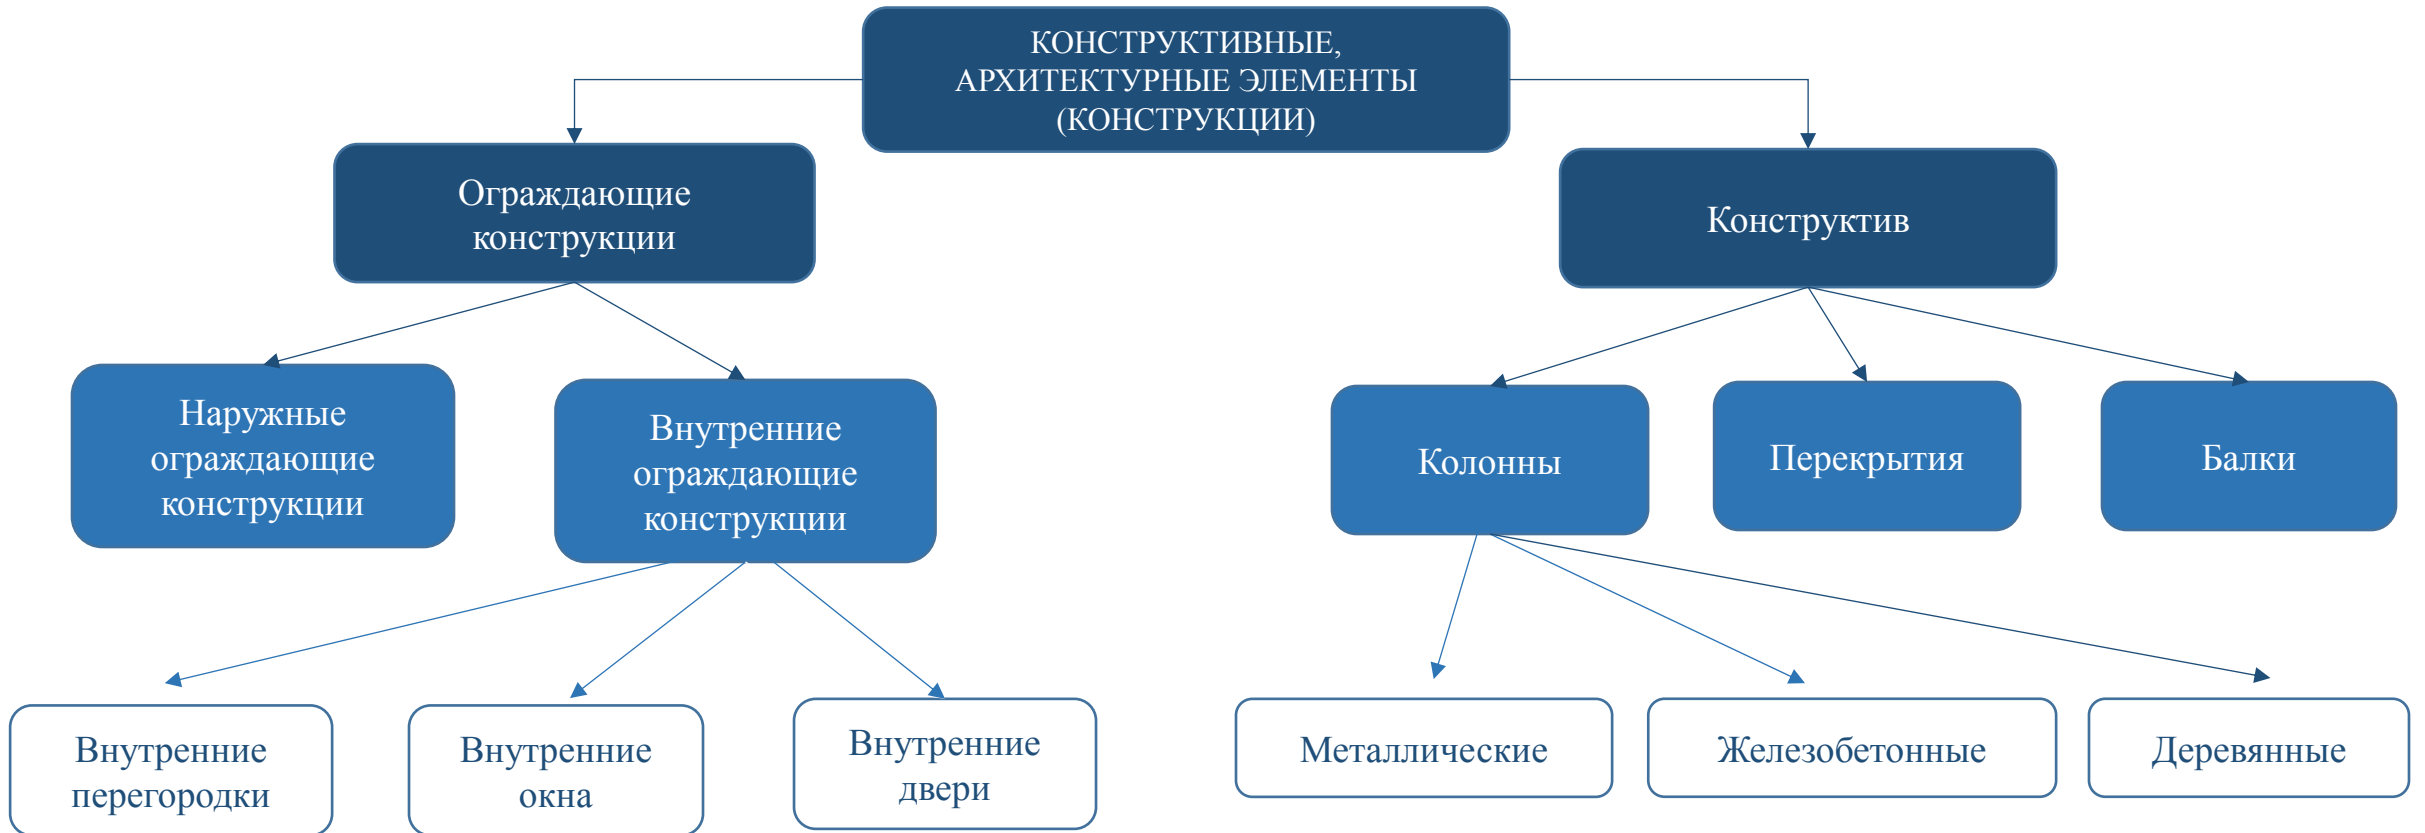 КОНСТРУКТИВНЫЕ,
АРХИТЕКТУРНЫЕ ЭЛЕМЕНТЫ
(КОНСТРУКЦИИ)
Ограждающие
конструкции
Конструктив
Наружные
ограждающие
конструкции
Внутренние
ограждающие
конструкции
Колонны
Перекрытия
Балки
Внутренние
перегородки
Внутренние
окна
Внутренние
двери
Металлические
Железобетонные
Деревянные